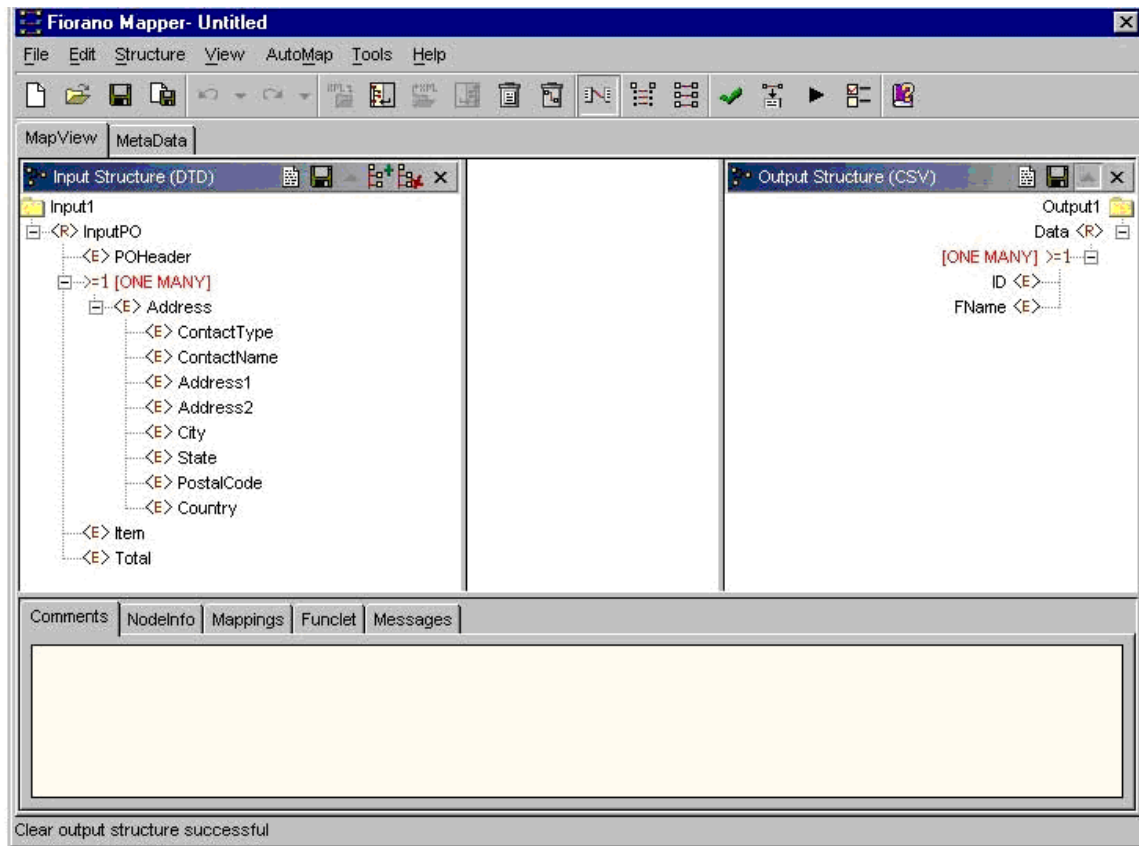 Fiorano Mapper- Untitled
File Edit Structure View AutoMap Tools Help
MapView MetaData
Input Structure (DTD)
Input1
<R> InputPO
<E> POHeader
>=1 [ONE MANY]
<E> Address
<E> ContactType
<E> ContactName
<E> Address1
<E> Address2
<E> City
<E> State
<E> PostalCode
<E> Country
<E> Item
<E> Total
Output Structure (CSV)
Output1
Data <R>
[ONE MANY] >=1
ID <E>
FName <E>
Comments NodeInfo Mappings Funclet Messages
Clear output structure successful